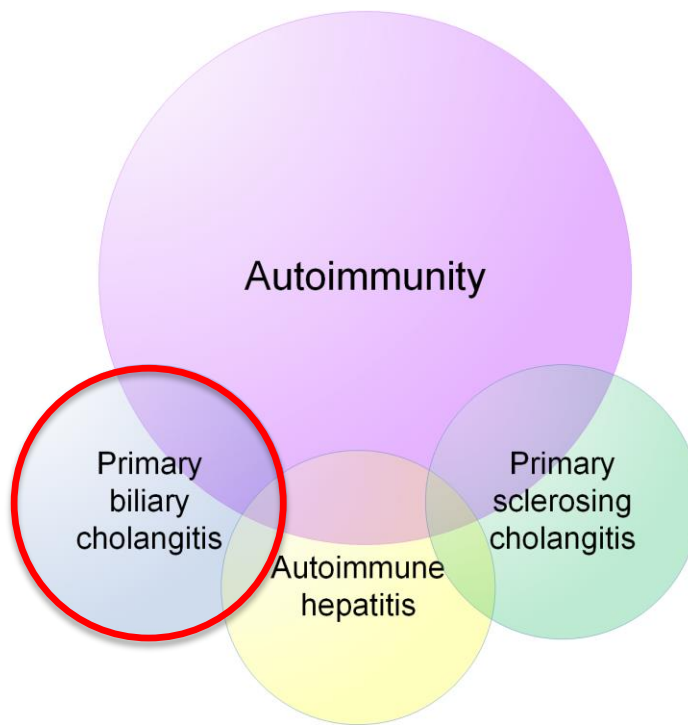 Autoimmunity
Primary
biliary
cholangitis
Primary
sclerosing
cholangitis
Autoimmune
hepatitis